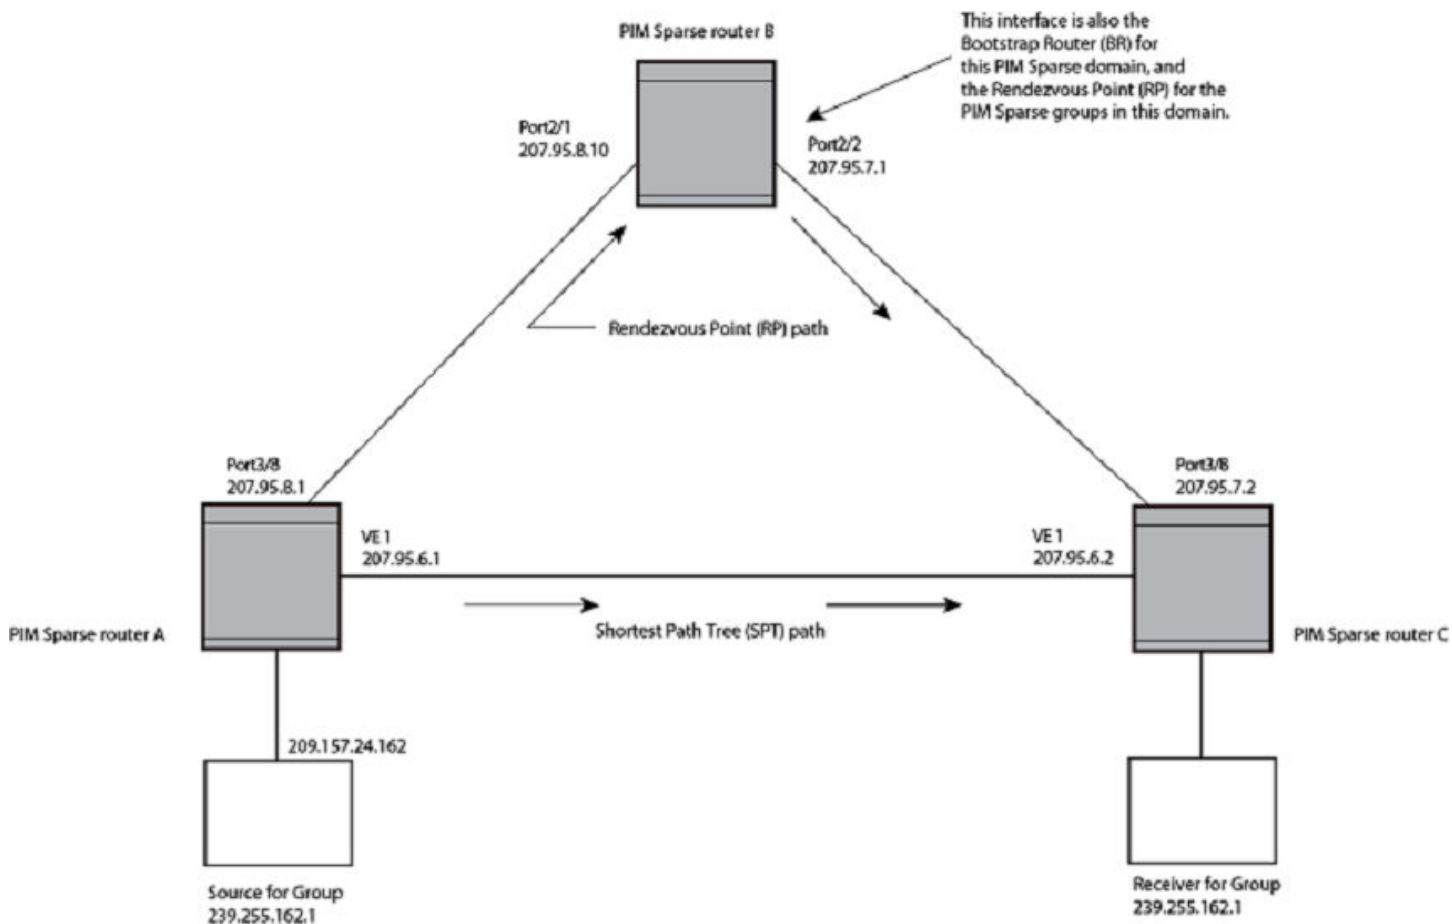 PIM Sparse router B
This interface is also the
Bootstrap Router (BR) for
this PIM Sparse domain, and
the Rendezvous Point (RP) for the
PIM Sparse groups in this domain.
Port2/1
207.95.8.10
Port2/2
207.95.7.1
Rendezvous Point (RP) path
Port3/8
207.95.8.1
Port3/8
207.95.7.2
VE 1
207.95.6.1
VE 1
207.95.6.2
Shortest Path Tree (SPT) path
PIM Sparse router A
PIM Sparse router C
209.157.24.162
Source for Group
239.255.162.1
Receiver for Group
239.255.162.1